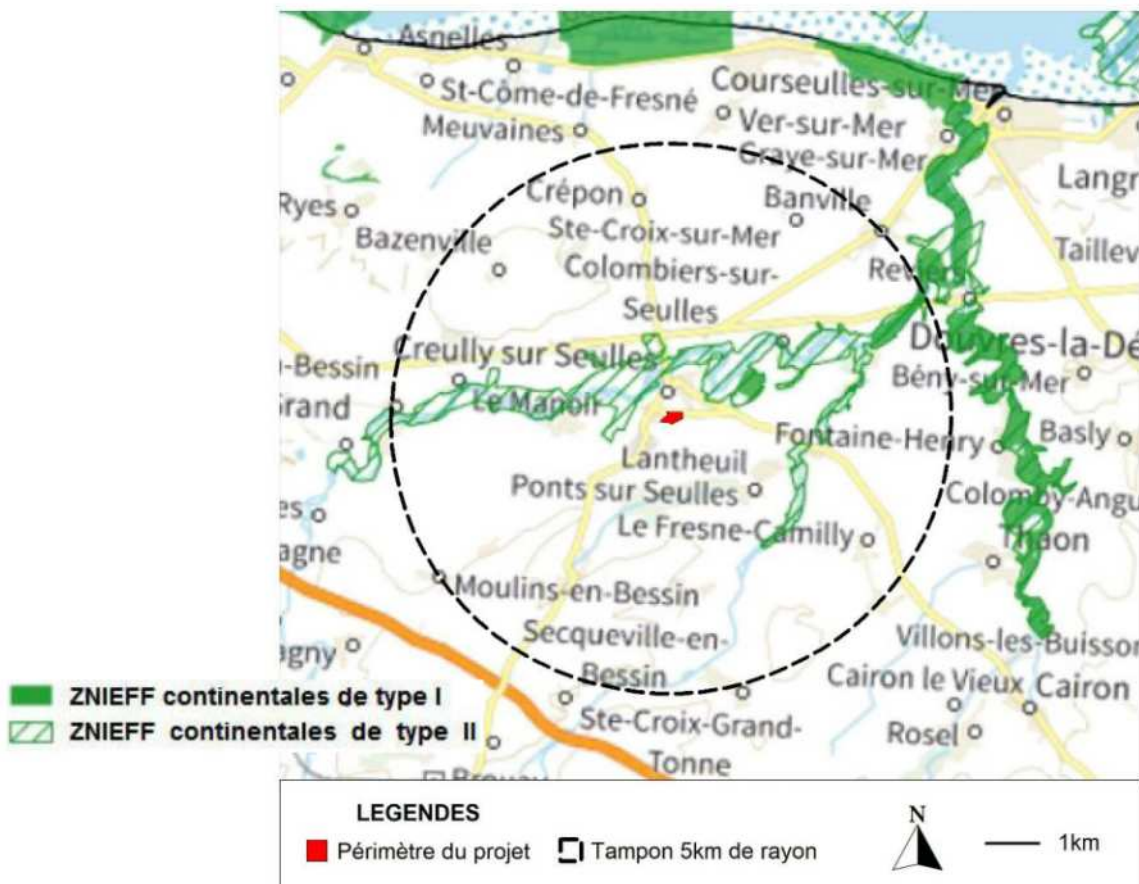 Asnelles
Courseulles-sur-Mer
St-Côme-de-Fresné
Meuvaines
Ver-sur-Mer
Graye-sur-Mer
Langr
Crépon
Banville
Ryes
Ste-Croix-sur-Mer
Bazenville
Taillev
Colombiers-sur-
Seulles
Reviers
Creully sur Seulles
Douvres-la-Dé
n-Bessin
Bény-sur-Mer
Grand
Le Manoir
Fontaine-Henry
Basly
Lantheuil
Ponts sur Seulles
Colomby-Angu
es
Le Fresne-Camilly
Thaon
agne
Moulins-en-Bessin
Secqueville-en-
Bessin
Villons-les-Buisson
agny
Cairon le Vieux
Cairon
ZNIEFF continentales de type I
ZNIEFF continentales de type II
Ste-Croix-Grand-
Tonne
Rosel
Brouay
LEGENDES
N
Périmètre du projet
Tampon 5km de rayon
1km